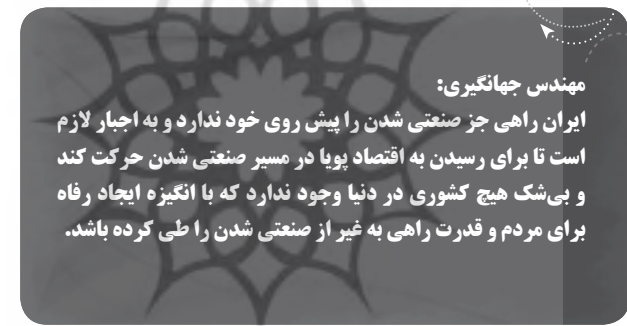 مهندس جهانگیری:
ایران راهی جز صنعتی شدن را پیش روی خود ندارد و به اجبار لازم
است تا برای رسیدن به اقتصاد پویا در مسیر صنعتی شدن حرکت کند
و بی‌شک هیچ کشوری در دنیا وجود ندارد که با انگیزه ایجاد رفاه
برای مردم و قدرت راهی به غیر از صنعتی شدن را طی کرده باشد.